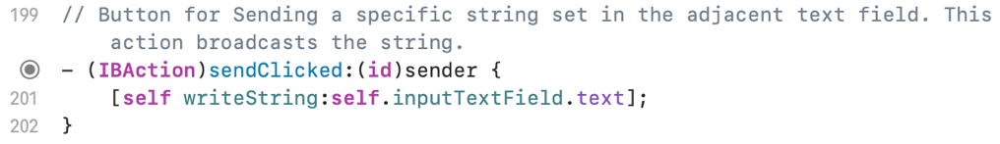 199 // Button for Sending a specific string set in the adjacent text field. This
action broadcasts the string.
- (IBAction)sendClicked:(id)sender {
201 [self writeString:self.inputTextField.text];
202 }